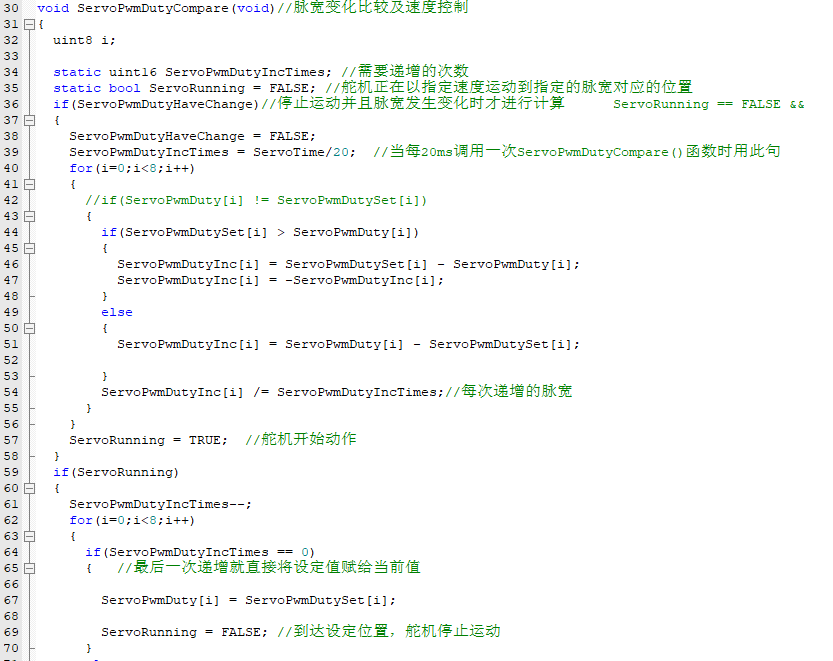 30 void ServoPwmDutyCompare(void)//脉宽变化比较及速度控制
31 {
32   uint8 i;
33
34   static uint16 ServoPwmDutyIncTimes; //需要递增的次数
35   static bool ServoRunning = FALSE; //舵机正在以指定速度运动到指定的脉宽对应的位置
36   if(ServoPwmDutyHaveChange)//停止运动并且脉宽发生变化时才进行计算      ServoRunning == FALSE &&
37   {
38     ServoPwmDutyHaveChange = FALSE;
39     ServoPwmDutyIncTimes = ServoTime/20;  //当每20ms调用一次ServoPwmDutyCompare()函数时用此句
40     for(i=0;i<8;i++)
41     {
42       //if(ServoPwmDuty[i] != ServoPwmDutySet[i])
43       {
44         if(ServoPwmDutySet[i] > ServoPwmDuty[i])
45         {
46           ServoPwmDutyInc[i] = ServoPwmDutySet[i] - ServoPwmDuty[i];
47           ServoPwmDutyInc[i] = -ServoPwmDutyInc[i];
48         }
49         else
50         {
51           ServoPwmDutyInc[i] = ServoPwmDuty[i] - ServoPwmDutySet[i];
52
53         }
54         ServoPwmDutyInc[i] /= ServoPwmDutyIncTimes;//每次递增的脉宽
55       }
56     }
57     ServoRunning = TRUE;  //舵机开始动作
58   }
59   if(ServoRunning)
60   {
61     ServoPwmDutyIncTimes--;
62     for(i=0;i<8;i++)
63     {
64       if(ServoPwmDutyIncTimes == 0)
65       {   //最后一次递增就直接将设定值赋给当前值
66
67         ServoPwmDuty[i] = ServoPwmDutySet[i];
68
69         ServoRunning = FALSE; //到达设定位置，舵机停止运动
70       }